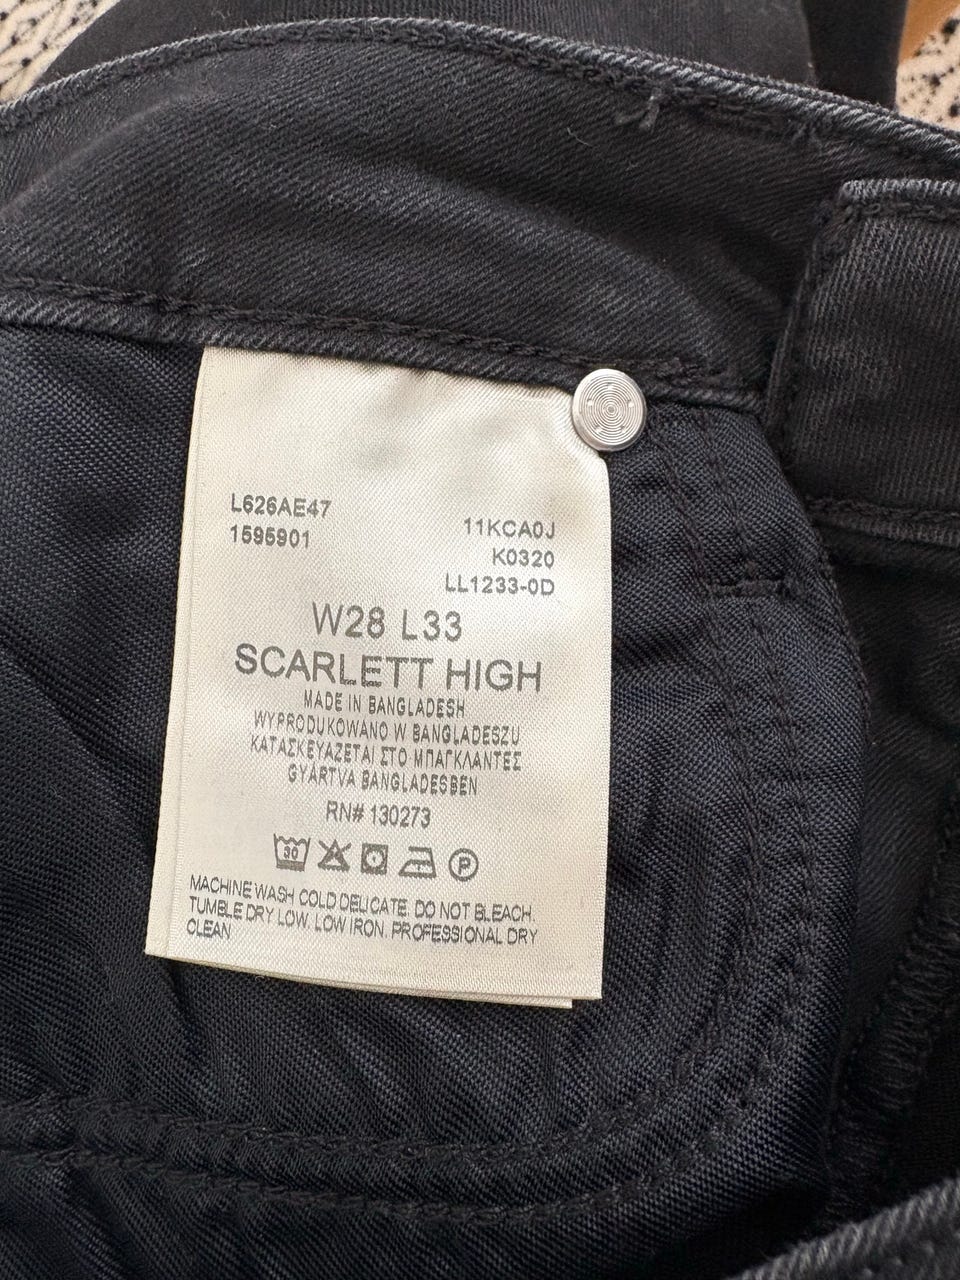 L626AE47
1595901
11KCA0J
K0320
LL1233-0D
W28 L33
SCARLETT HIGH
MADE IN BANGLADESH
WYPRODUKOWANO W BANGLADESZU
ΚΑΤΑΣΚΕΥΑΖΕΤΑΙ ΣΤΟ ΜΠΑΓΚΛΑΝΤΕΣ
GYÁRTVA BANGLADESBEN
RN# 130273
30 P
MACHINE WASH COLD DELICATE. DO NOT BLEACH.
TUMBLE DRY LOW. LOW IRON. PROFESSIONAL DRY
CLEAN